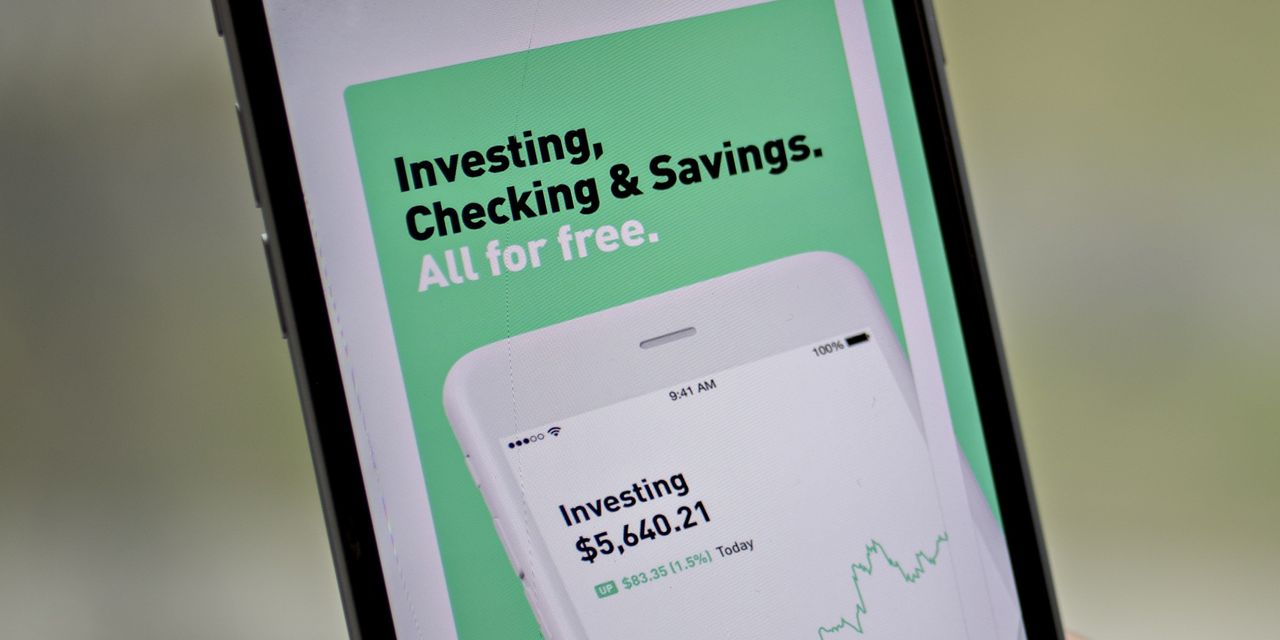 Investing,
Checking & Savings.
All for free.
100%
9:41 AM
Investing
$5,640.21
UP $83.35 (1.5%) Today